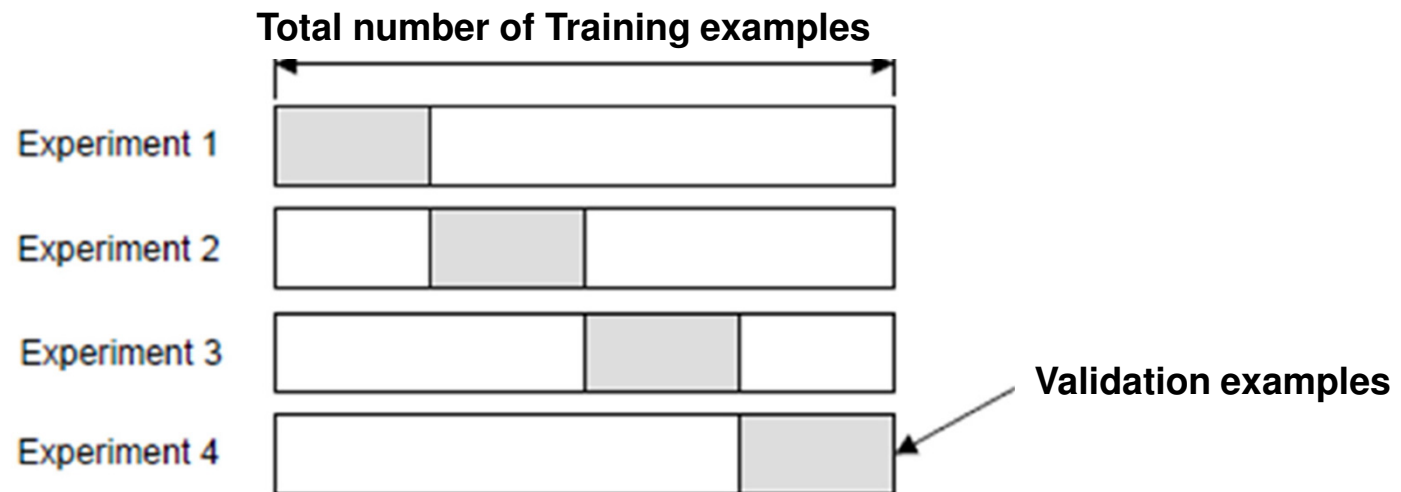 Total number of Training examples
Experiment 1
Experiment 2
Experiment 3
Validation examples
Experiment 4